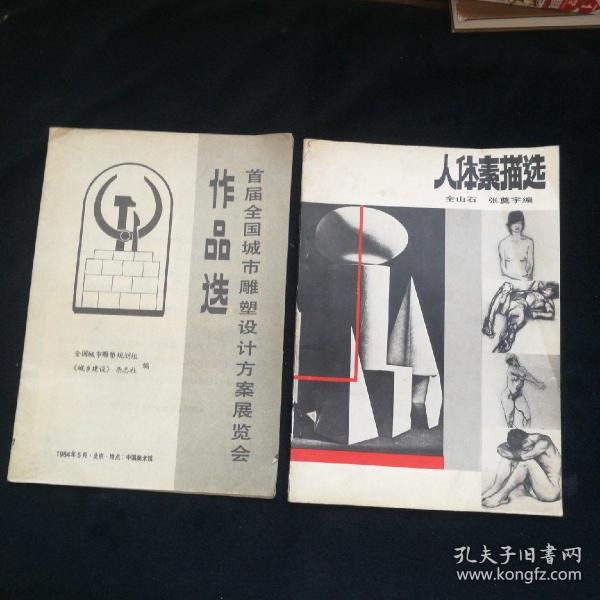 首届全国城市雕塑设计方案展览会
作品选
全国城市雕塑规划组
《城乡建设》杂志社
编
1984年5月·北京·地点：中国美术馆
人体素描选
全山石 张奠宇编
孔夫子旧书网
www.kongfz.com